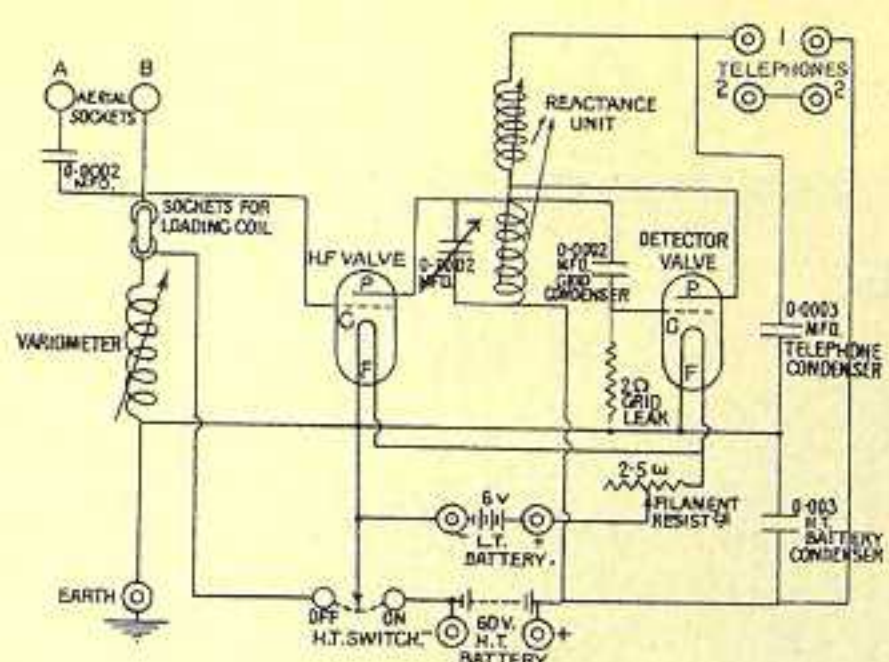 A B
AERIAL
SOCKETS
0·0002
MFD.
SOCKETS FOR
LOADING COIL
VARIOMETER
EARTH
H.F VALVE
P
G
F
0·0002
MFD.
REACTANCE
UNIT
0·0002
MFD.
GRID
CONDENSER
DETECTOR
VALVE
P
G
F
2Ω
GRID
LEAK
1
TELEPHONES
2 2
0·0003
MFD.
TELEPHONE
CONDENSER
2·5 ω
FILAMENT
6 V
- L.T. +
BATTERY.
0·003
H.T.
BATTERY
CONDENSER
OFF ON
H.T. SWITCH.
- 60V. +
H.T.
BATTERY